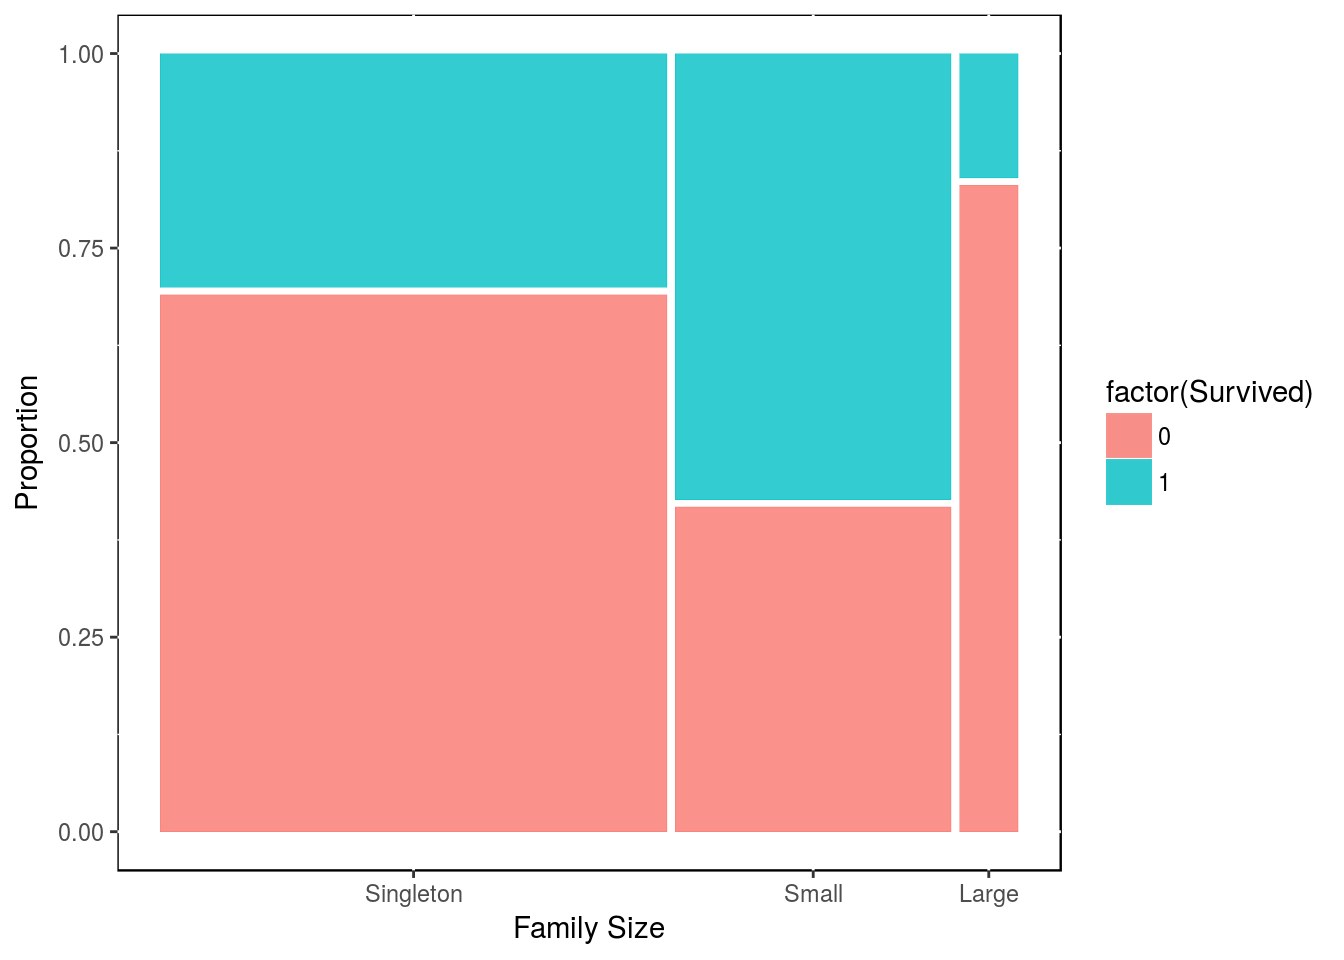 1.00
0.75
0.50
0.25
0.00
Proportion
Singleton
Small
Large
Family Size
factor(Survived)
0
1